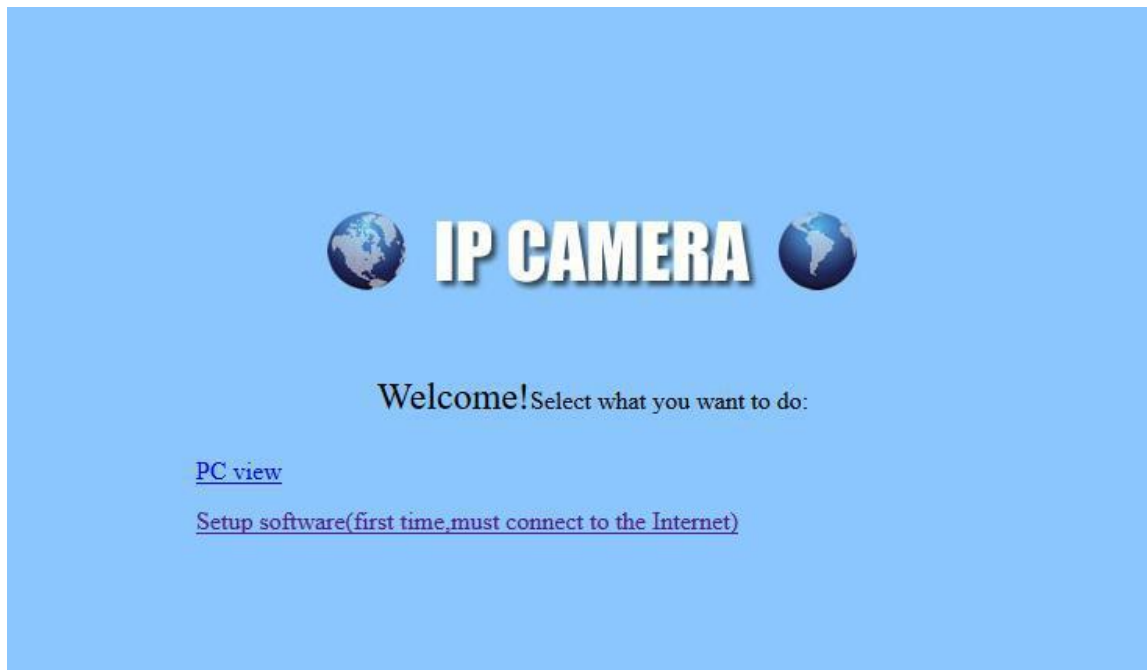 IP CAMERA
Welcome!Select what you want to do:
PC view
Setup software(first time,must connect to the Internet)